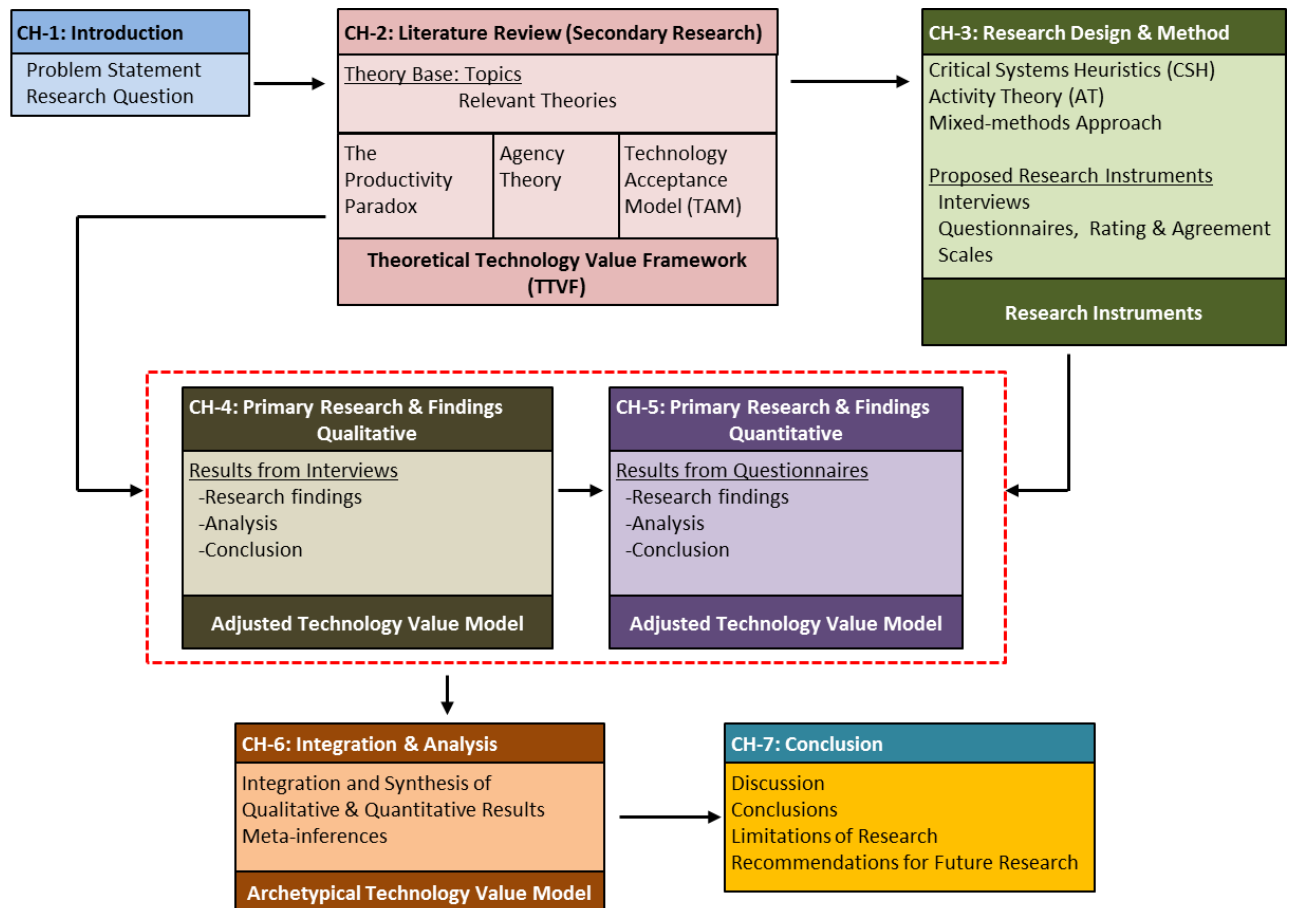 CH-1: Introduction
Problem Statement
Research Question
CH-2: Literature Review (Secondary Research)
Theory Base: Topics
Relevant Theories
The
Productivity
Paradox
Agency
Theory
Technology
Acceptance
Model (TAM)
Theoretical Technology Value Framework
(TTVF)
CH-3: Research Design & Method
Critical Systems Heuristics (CSH)
Activity Theory (AT)
Mixed-methods Approach
Proposed Research Instruments
Interviews
Questionnaires, Rating & Agreement
Scales
Research Instruments
CH-4: Primary Research & Findings
Qualitative
Results from Interviews
-Research findings
-Analysis
-Conclusion
Adjusted Technology Value Model
CH-5: Primary Research & Findings
Quantitative
Results from Questionnaires
-Research findings
-Analysis
-Conclusion
Adjusted Technology Value Model
CH-6: Integration & Analysis
Integration and Synthesis of
Qualitative & Quantitative Results
Meta-inferences
Archetypical Technology Value Model
CH-7: Conclusion
Discussion
Conclusions
Limitations of Research
Recommendations for Future Research